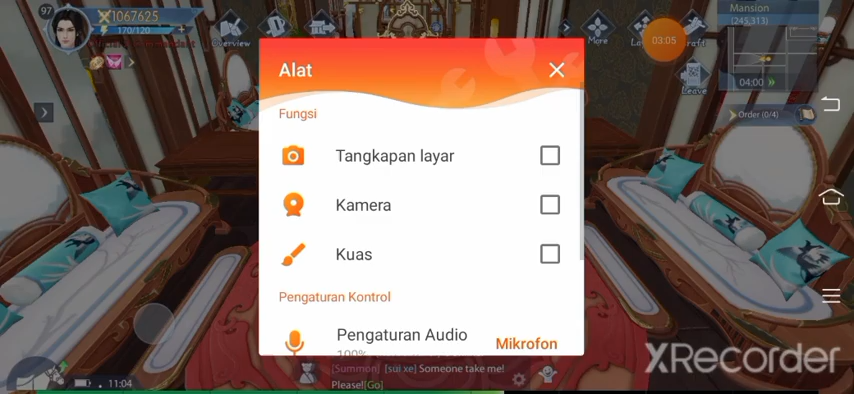 97
1067625
170/120
Overview
More
Leave
03:05
Mansion
(245,313)
04:00
Order (0/4)
Alat
Fungsi
Tangkapan layar
Kamera
Kuas
Pengaturan Kontrol
Pengaturan Audio
100%
Mikrofon
XRecorder
11:04
[Summon] [sui xe] Someone take me!
Please![Go]